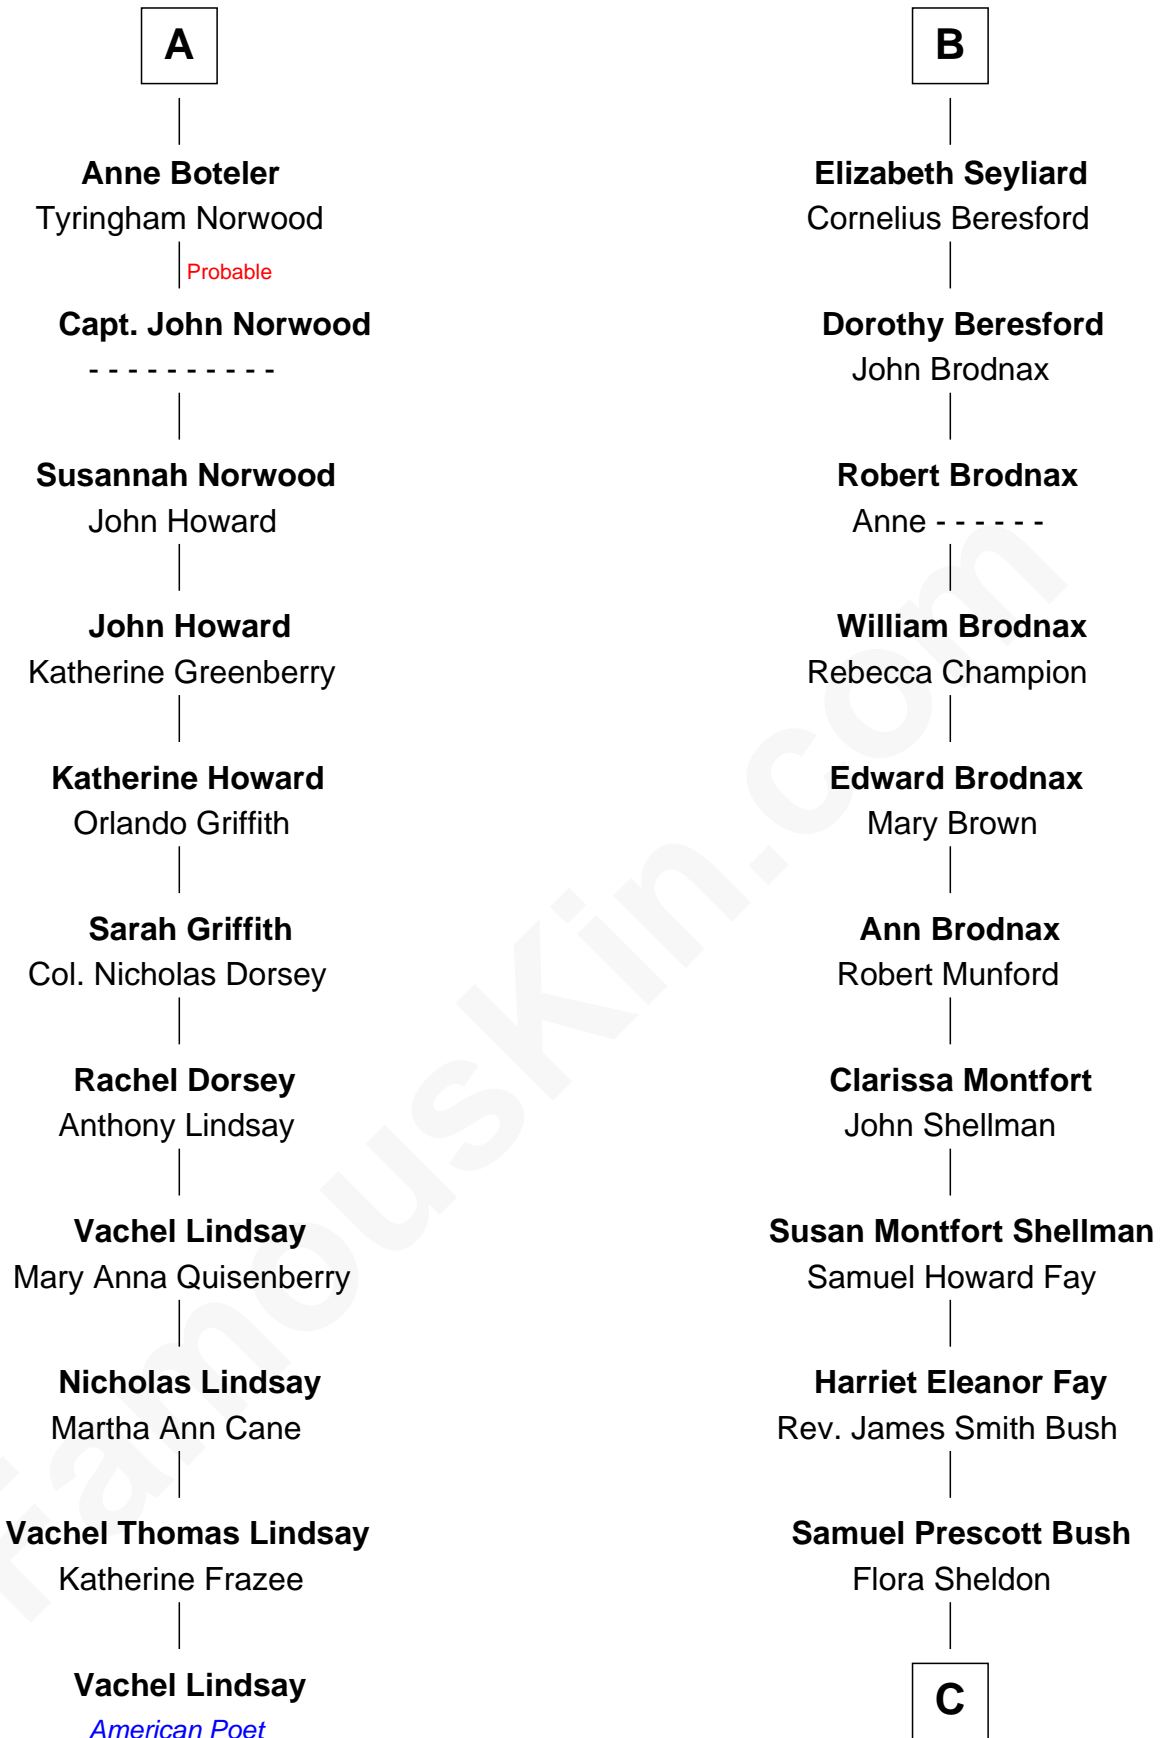 A
Anne Boteler
Tyringham Norwood
Probable
Capt. John Norwood
- - - - - - - - - -
Susannah Norwood
John Howard
John Howard
Katherine Greenberry
Katherine Howard
Orlando Griffith
Sarah Griffith
Col. Nicholas Dorsey
Rachel Dorsey
Anthony Lindsay
Vachel Lindsay
Mary Anna Quisenberry
Nicholas Lindsay
Martha Ann Cane
Vachel Thomas Lindsay
Katherine Frazee
Vachel Lindsay
American Poet
B
Elizabeth Seyliard
Cornelius Beresford
Dorothy Beresford
John Brodnax
Robert Brodnax
Anne - - - - - -
William Brodnax
Rebecca Champion
Edward Brodnax
Mary Brown
Ann Brodnax
Robert Munford
Clarissa Montfort
John Shellman
Susan Montfort Shellman
Samuel Howard Fay
Harriet Eleanor Fay
Rev. James Smith Bush
Samuel Prescott Bush
Flora Sheldon
C
FamousKin.com